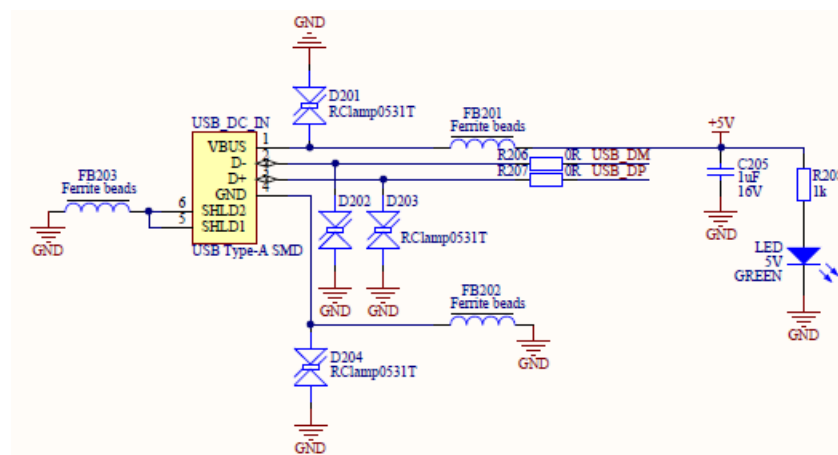 GND
D201
RClamp0531T
USB_DC_IN
FB201
Ferrite beads
+5V
1
VBUS
2
D-
3
D+
4
GND
R206
0R
USB_DM
R207
0R
USB_DP
FB203
Ferrite beads
6
SHLD2
5
SHLD1
GND
USB Type-A SMD
D202
D203
RClamp0531T
GND
GND
C205
1uF
16V
GND
1k
LED
5V
GREEN
GND
FB202
Ferrite beads
GND
D204
RClamp0531T
GND